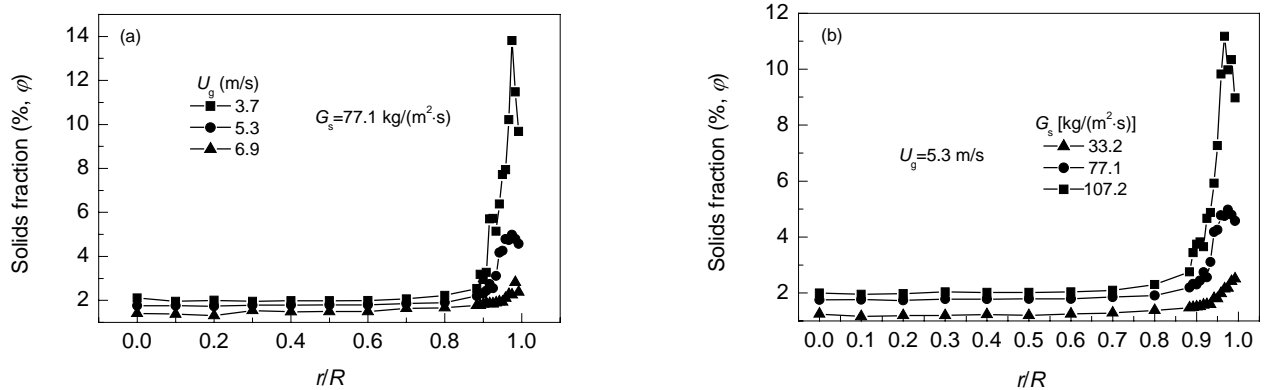 (a)
U_g (m/s)
3.7
5.3
6.9
G_s=77.1 kg/(m²·s)
Solids fraction (%, φ)
14
12
10
8
6
4
2
0.0 0.2 0.4 0.6 0.8 1.0
r/R
(b)
G_s [kg/(m²·s)]
33.2
77.1
107.2
U_g=5.3 m/s
Solids fraction (%, φ)
12
10
8
6
4
2
0.0 0.1 0.2 0.3 0.4 0.5 0.6 0.7 0.8 0.9 1.0
r/R